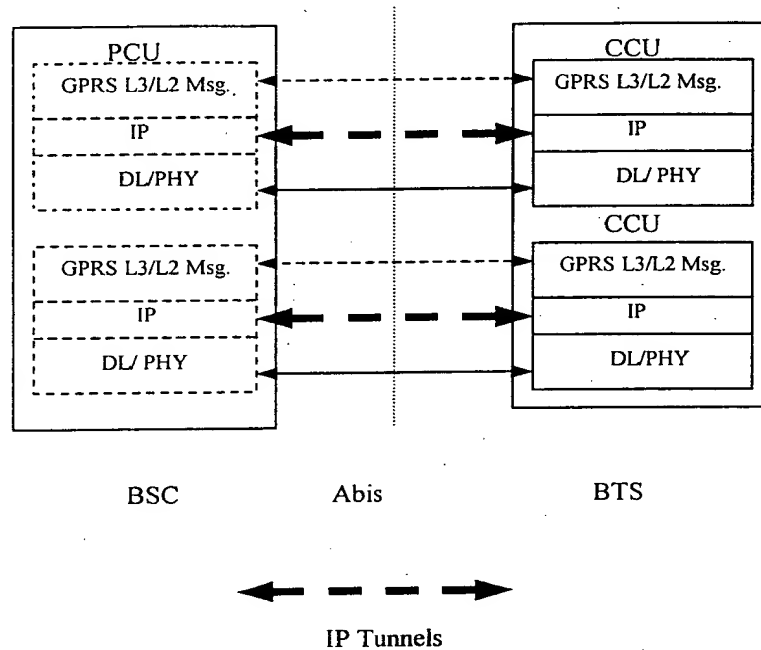 PCU
GPRS L3/L2 Msg.
IP
DL/PHY
GPRS L3/L2 Msg.
IP
DL/ PHY
CCU
GPRS L3/L2 Msg.
IP
DL/ PHY
CCU
GPRS L3/L2 Msg.
IP
DL/PHY
BSC
Abis
BTS
IP Tunnels